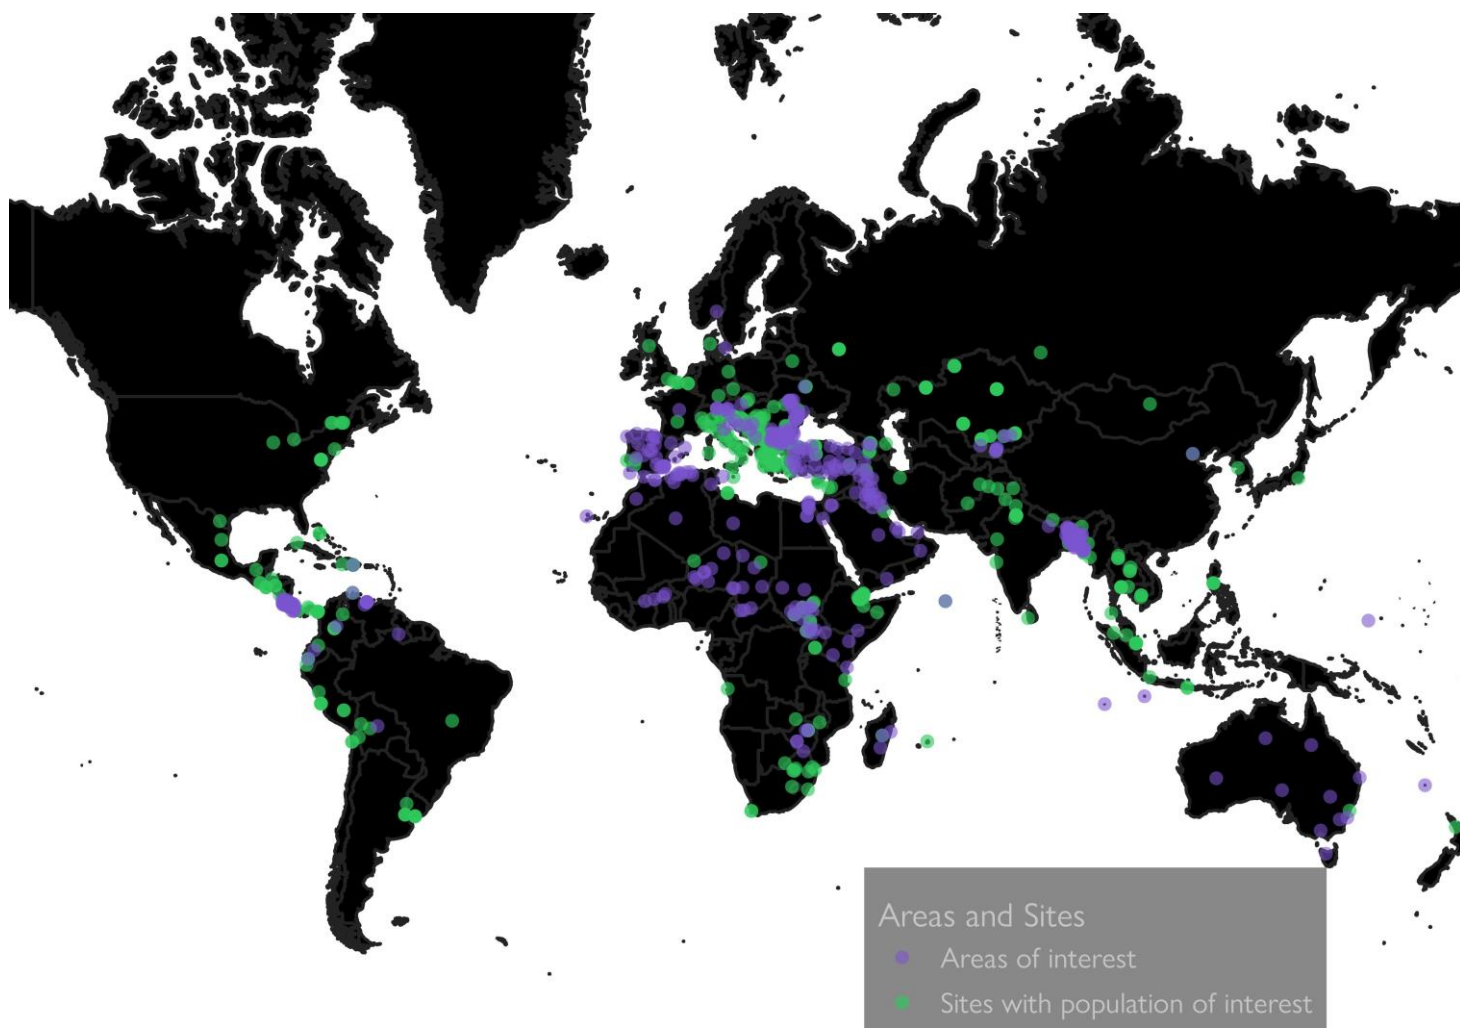 Areas and Sites
Areas of interest
Sites with population of interest